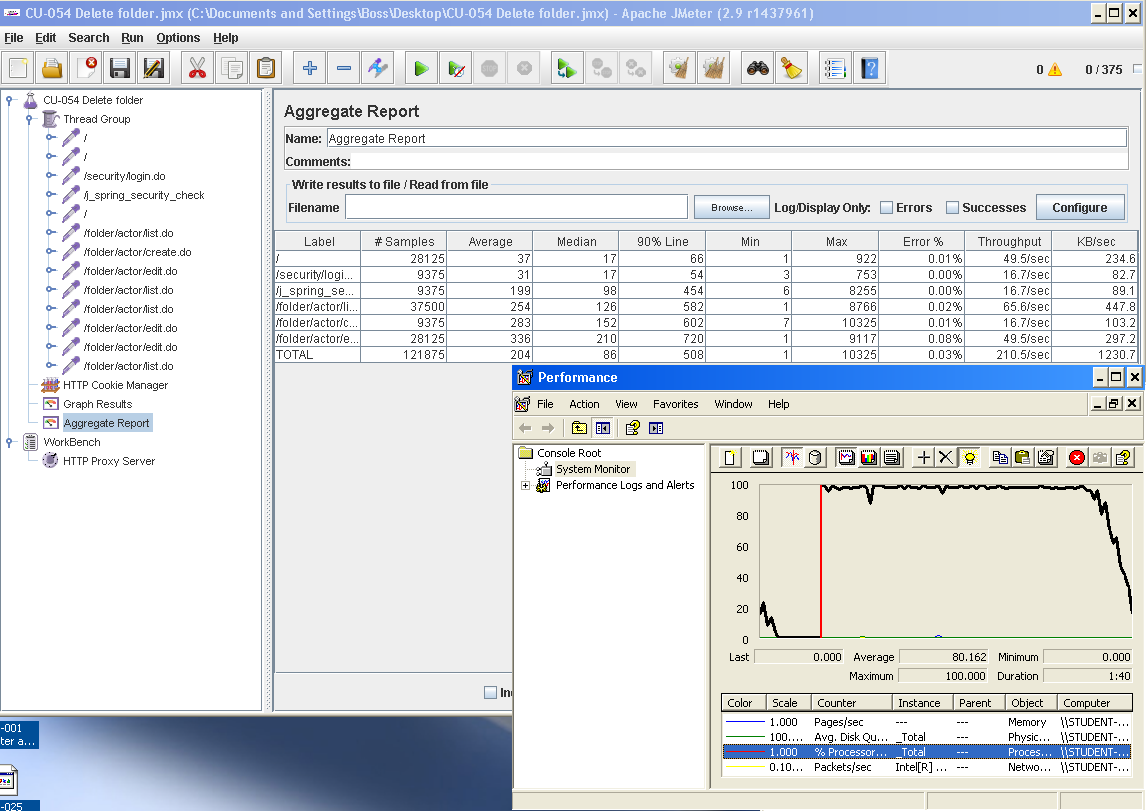 CU-054 Delete folder.jmx (C:\Documents and Settings\Boss\Desktop\CU-054 Delete folder.jmx) - Apache JMeter (2.9 r1437961)
File Edit Search Run Options Help
0 0 / 375
CU-054 Delete folder
Thread Group
/
/
/security/login.do
/j_spring_security_check
/
/folder/actor/list.do
/folder/actor/create.do
/folder/actor/edit.do
/folder/actor/list.do
/folder/actor/list.do
/folder/actor/edit.do
/folder/actor/edit.do
/folder/actor/list.do
HTTP Cookie Manager
Graph Results
Aggregate Report
WorkBench
HTTP Proxy Server
Aggregate Report
Name: Aggregate Report
Comments:
Write results to file / Read from file
Filename Browse... Log/Display Only: Errors Successes Configure
Label # Samples Average Median 90% Line Min Max Error % Throughput KB/sec
/ 28125 37 17 66 1 922 0.01% 49.5/sec 234.6
/security/logi... 9375 31 17 54 3 753 0.00% 16.7/sec 82.7
/j_spring_se... 9375 199 98 454 6 8255 0.00% 16.7/sec 89.1
/folder/actor/li... 37500 254 126 582 1 8766 0.02% 65.6/sec 447.8
/folder/actor/c... 9375 283 152 602 7 10325 0.01% 16.7/sec 103.2
/folder/actor/e... 28125 336 210 720 1 9117 0.08% 49.5/sec 297.2
TOTAL 121875 204 86 508 1 10325 0.03% 210.5/sec 1230.7
Performance
File Action View Favorites Window Help
Console Root
System Monitor
Performance Logs and Alerts
100
80
60
40
20
0
Last 0.000 Average 80.162 Minimum 0.000
Maximum 100.000 Duration 1:40
Color Scale Counter Instance Parent Object Computer
1.000 Pages/sec --- --- Memory \\STUDENT-...
100.... Avg. Disk Qu... _Total --- Physic... \\STUDENT-...
1.000 % Processor... _Total --- Proces... \\STUDENT-...
0.10... Packets/sec Intel[R] ... --- Netwo... \\STUDENT-...
-001
ter a...
-025